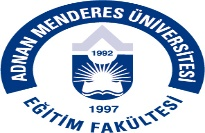 ADNAN MENDERES ÜNİVERSİTESİ
1992
1997
EĞİTİM FAKÜLTESİ